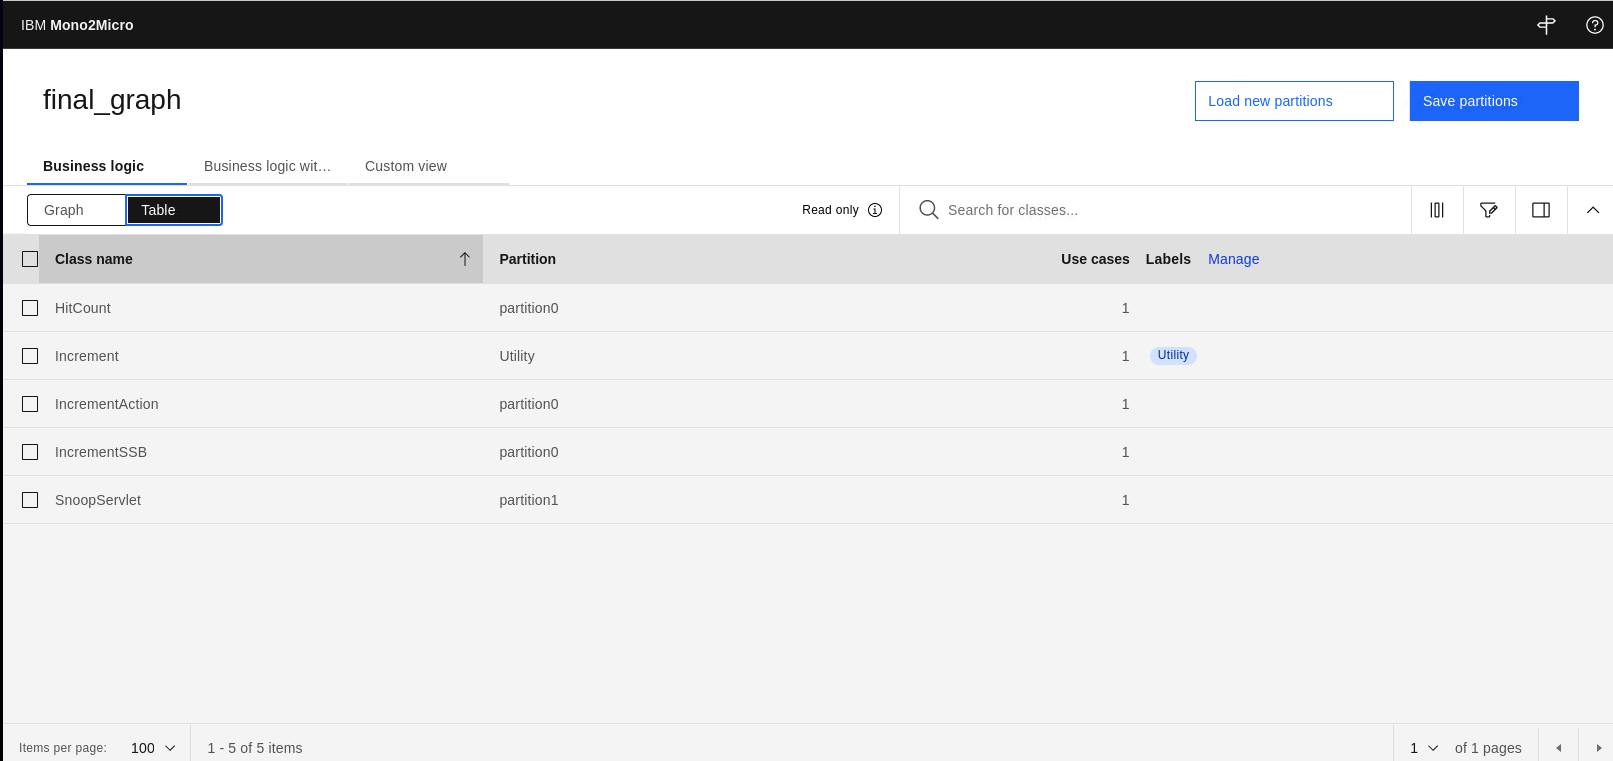 IBM Mono2Micro
final_graph
Load new partitions
Save partitions
Business logic
Business logic wit...
Custom view
Graph
Table
Read only
Search for classes...
Class name Partition Use cases Labels Manage
HitCount partition0 1
Increment Utility 1 Utility
IncrementAction partition0 1
IncrementSSB partition0 1
SnoopServlet partition1 1
Items per page: 100 1 - 5 of 5 items 1 of 1 pages